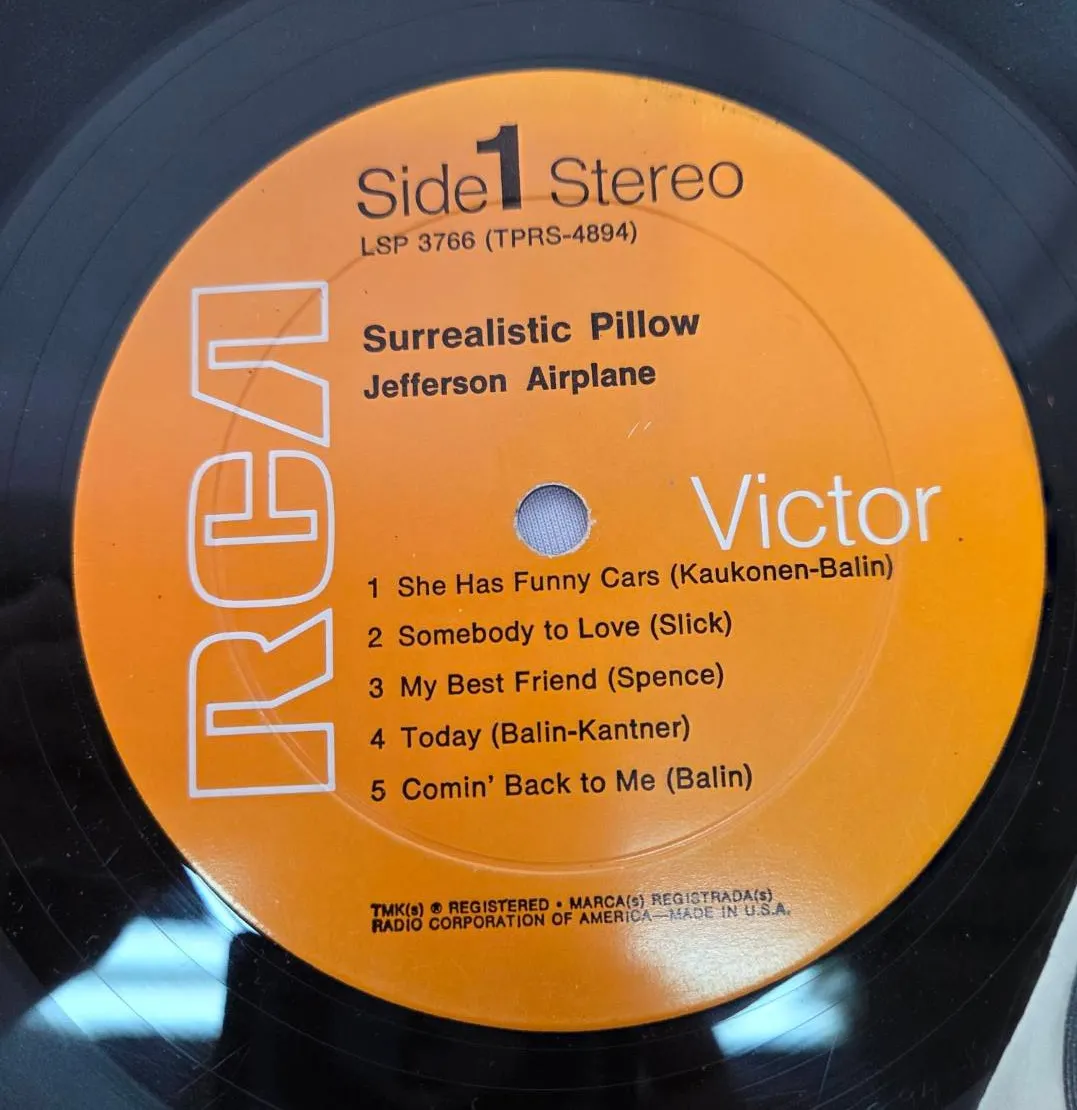 Side 1 Stereo
LSP 3766 (TPRS-4894)
Surrealistic Pillow
Jefferson Airplane
RCA
Victor
1 She Has Funny Cars (Kaukonen-Balin)
2 Somebody to Love (Slick)
3 My Best Friend (Spence)
4 Today (Balin-Kantner)
5 Comin' Back to Me (Balin)
TMK(s) ® REGISTERED • MARCA(s) REGISTRADA(s)
RADIO CORPORATION OF AMERICA—MADE IN U.S.A.